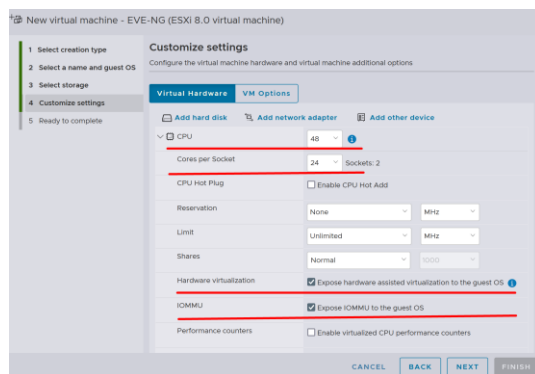 New virtual machine - EVE-NG (ESXi 8.0 virtual machine)
1 Select creation type
2 Select a name and guest OS
3 Select storage
4 Customize settings
5 Ready to complete
Customize settings
Configure the virtual machine hardware and virtual machine additional options
Virtual Hardware VM Options
Add hard disk Add network adapter Add other device
CPU 48
Cores per Socket 24 Sockets: 2
CPU Hot Plug Enable CPU Hot Add
Reservation None MHz
Limit Unlimited MHz
Shares Normal 1000
Hardware virtualization Expose hardware assisted virtualization to the guest OS
IOMMU Expose IOMMU to the guest OS
Performance counters Enable virtualized CPU performance counters
CANCEL BACK NEXT FINISH